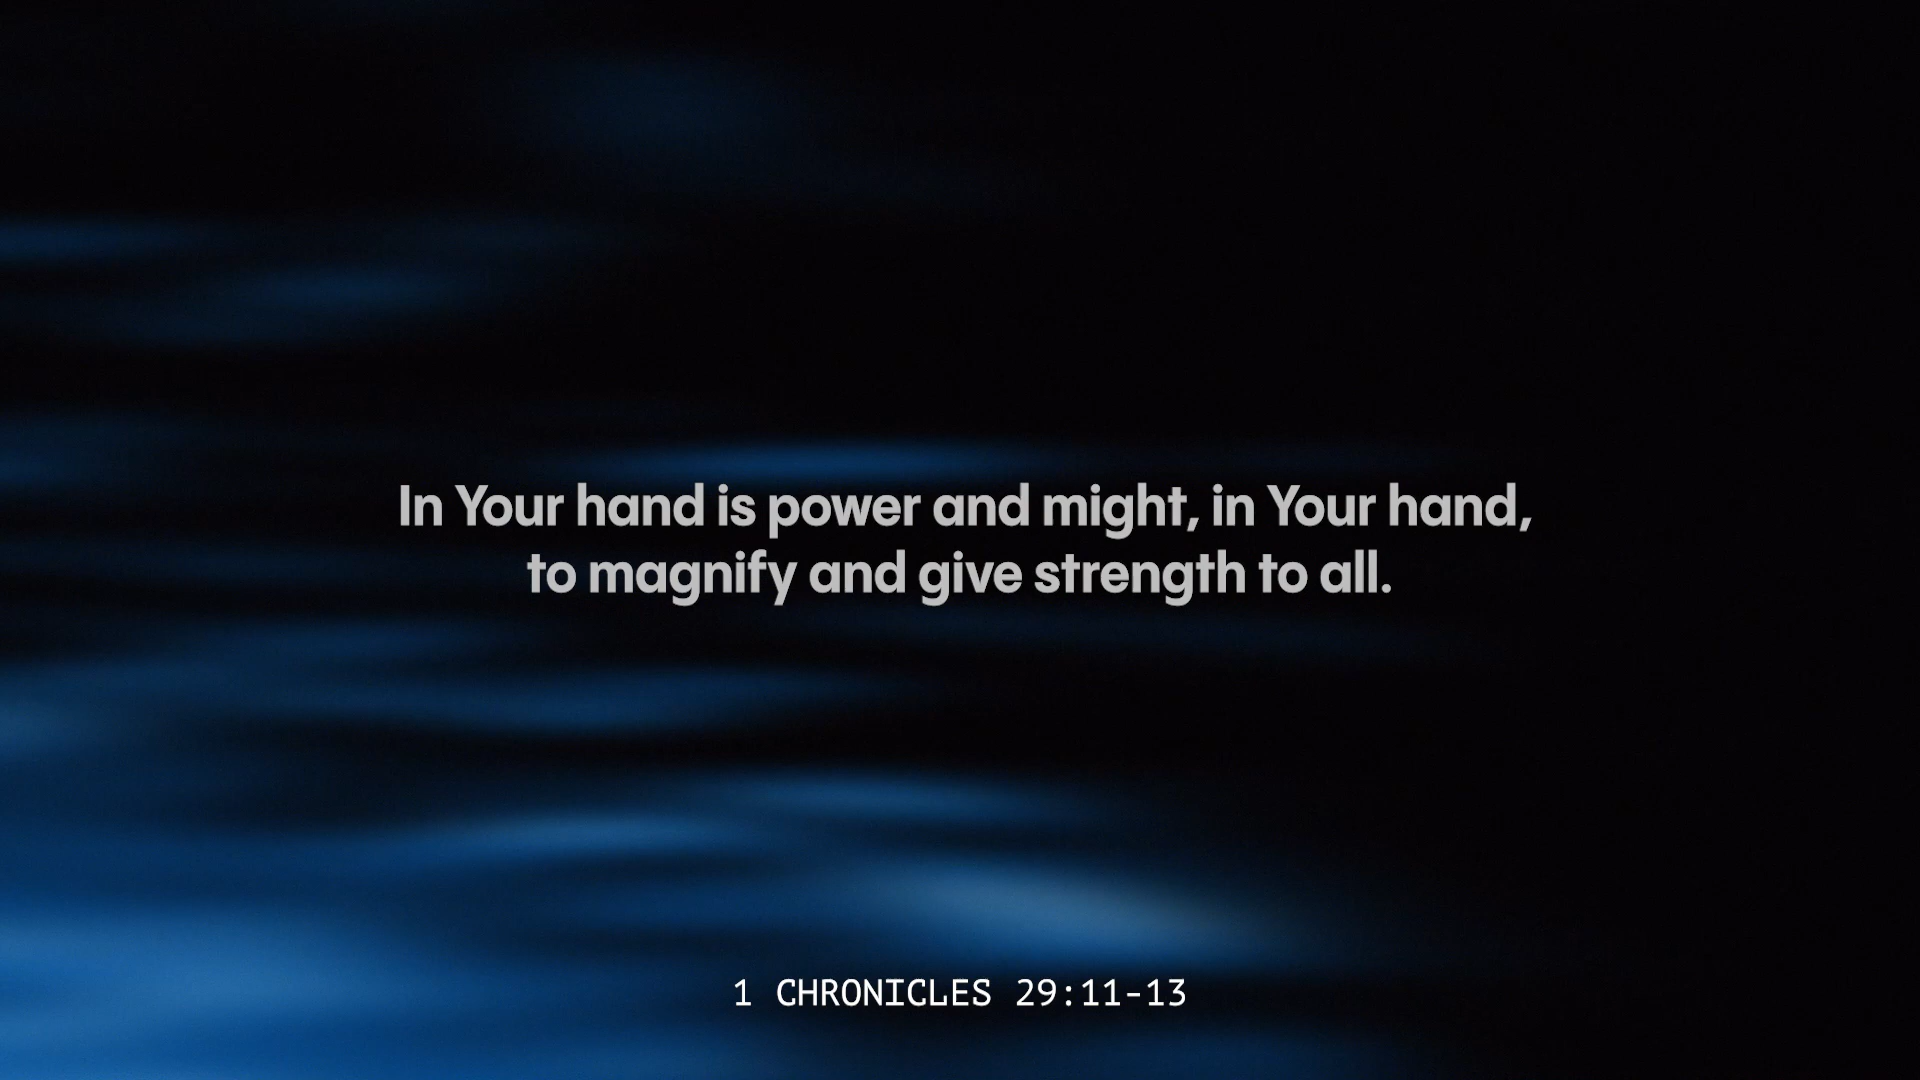 In Your hand is power and might, in Your hand,
to magnify and give strength to all.
1 CHRONICLES 29:11-13